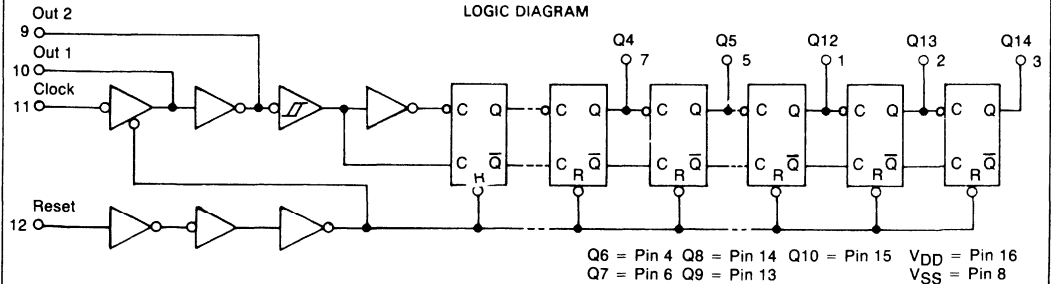 LOGIC DIAGRAM
Out 2
9
Out 1
10
Clock
11
Reset
12
Q4
7
Q5
5
Q12
1
Q13
2
Q14
3
C Q
C Q̅
R
C Q
C Q̅
R
C Q
C Q̅
R
C Q
C Q̅
R
C Q
C Q̅
R
C Q
C Q̅
R
Q6 = Pin 4 Q8 = Pin 14 Q10 = Pin 15 VDD = Pin 16
Q7 = Pin 6 Q9 = Pin 13 VSS = Pin 8